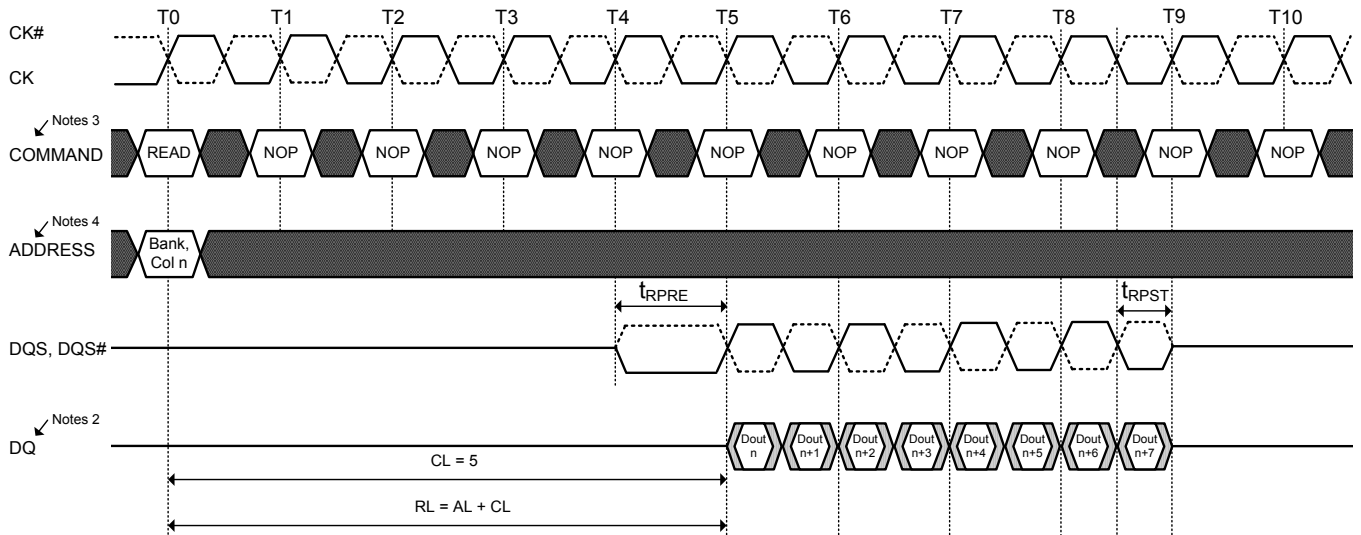 T0 T1 T2 T3 T4 T5 T6 T7 T8 T9 T10
CK#
CK
Notes 3
COMMAND READ NOP NOP NOP NOP NOP NOP NOP NOP NOP NOP
Notes 4
ADDRESS
Bank,
Col n
tRPRE tRPST
DQS, DQS#
Notes 2
DQ
Dout Dout Dout Dout Dout Dout Dout Dout
n n+1 n+2 n+3 n+4 n+5 n+6 n+7
CL = 5
RL = AL + CL